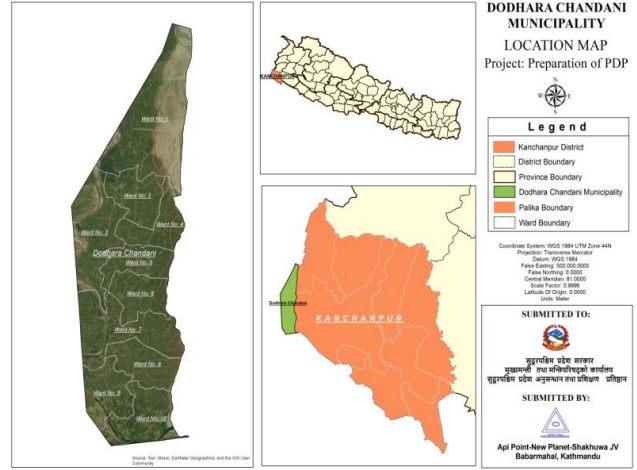 DODHARA CHANDANI
MUNICIPALITY
LOCATION MAP
Project: Preparation of PDP
N
W E
S
Legend
Kanchanpur District
District Boundary
Province Boundary
Dodhara Chandani Municipality
Palika Boundary
Ward Boundary
Coordinate System: WGS 1984 UTM Zone 44N
Projection: Transverse Mercator
Datum: WGS 1984
False Easting: 500,000.0000
False Northing: 0.0000
Central Meridian: 81.0000
Scale Factor: 0.9996
Latitude Of Origin: 0.0000
Units: Meter
SUBMITTED TO:
सुदूरपश्चिम प्रदेश सरकार
मुख्यमन्त्री तथा मन्त्रिपरिषद्को कार्यालय
सुदूरपश्चिम प्रदेश अनुसन्धान तथा प्रशिक्षण प्रतिष्ठान
SUBMITTED BY:
Api Point-New Planet-Shakhuwa JV
Babarmahal, Kathmandu
KANCHANPUR
Dodhara Chandani
KANCHANPUR
Ward No: 1
Ward No: 2
Ward No: 4
Ward No: 3
Dodhara Chandani
Ward No: 5
Ward No: 6
Ward No: 7
Ward No: 9
Ward No: 8
Ward No: 10
Source: Esri, Maxar, Earthstar Geographics, and the GIS User
Community